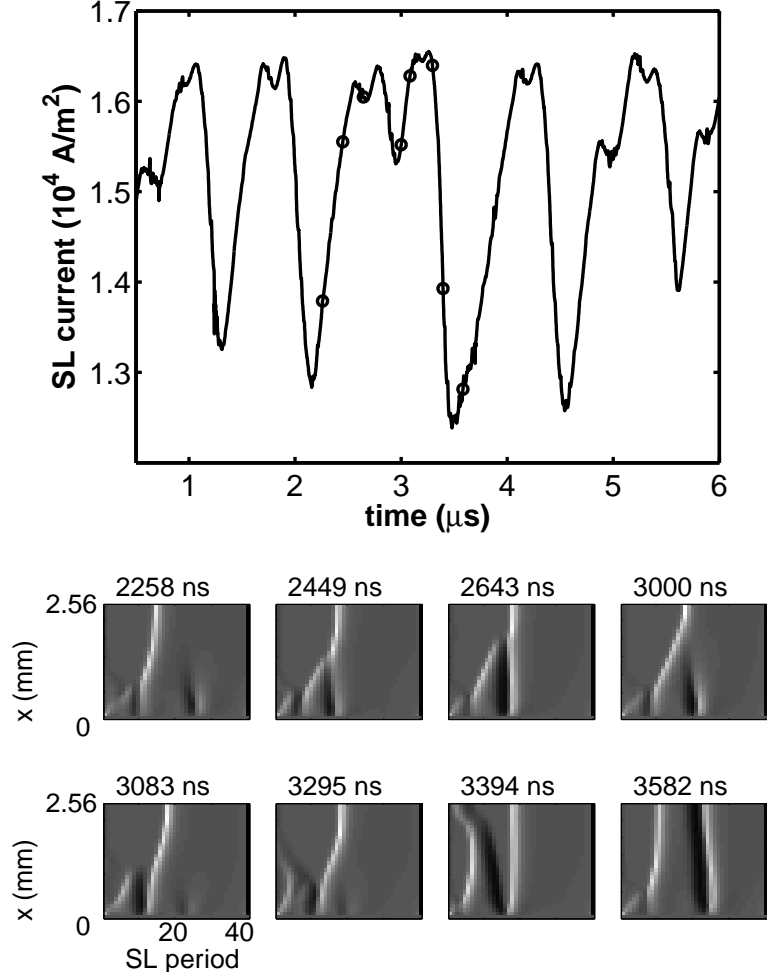 1.7
1.6
1.5
1.4
1.3
SL current (10⁴ A/m²)
1 2 3 4 5 6
time (μs)
2258 ns 2449 ns 2643 ns 3000 ns
2.56
x (mm)
0
3083 ns 3295 ns 3394 ns 3582 ns
2.56
x (mm)
0
20 40
SL period